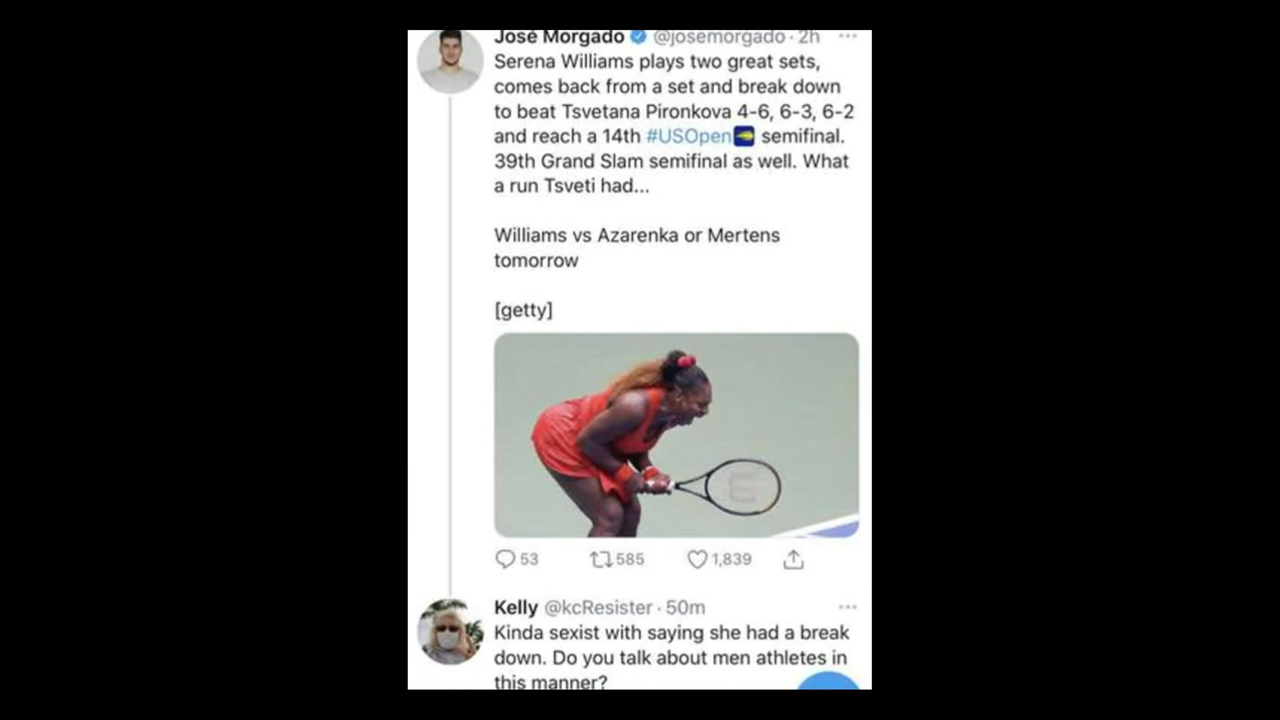 José Morgado @josemorgado · 2h
Serena Williams plays two great sets,
comes back from a set and break down
to beat Tsvetana Pironkova 4-6, 6-3, 6-2
and reach a 14th #USOpen semifinal.
39th Grand Slam semifinal as well. What
a run Tsveti had...
Williams vs Azarenka or Mertens
tomorrow
[getty]
53 585 1,839
Kelly @kcResister · 50m
Kinda sexist with saying she had a break
down. Do you talk about men athletes in
this manner?